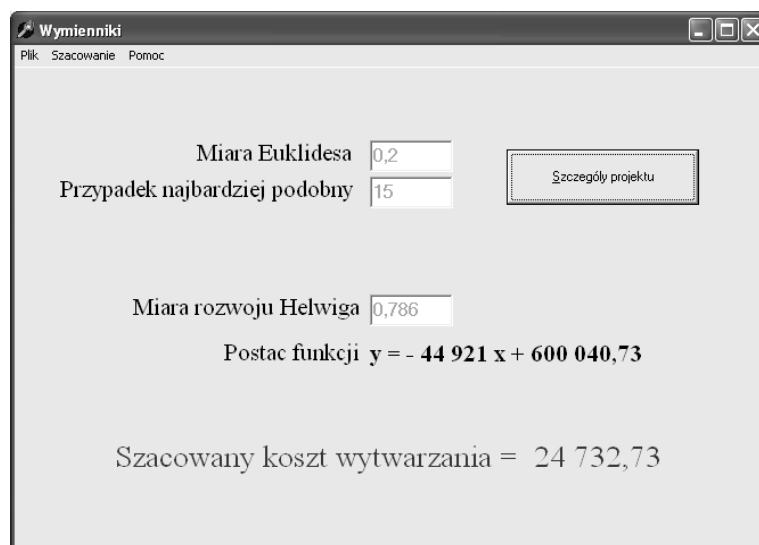 Wymienniki
Plik Szacowanie Pomoc
Miara Euklidesa 0,2
Szczegóły projektu
Przypadek najbardziej podobny 15
Miara rozwoju Helwiga 0,786
Postac funkcji y = - 44 921 x + 600 040,73
Szacowany koszt wytwarzania = 24 732,73